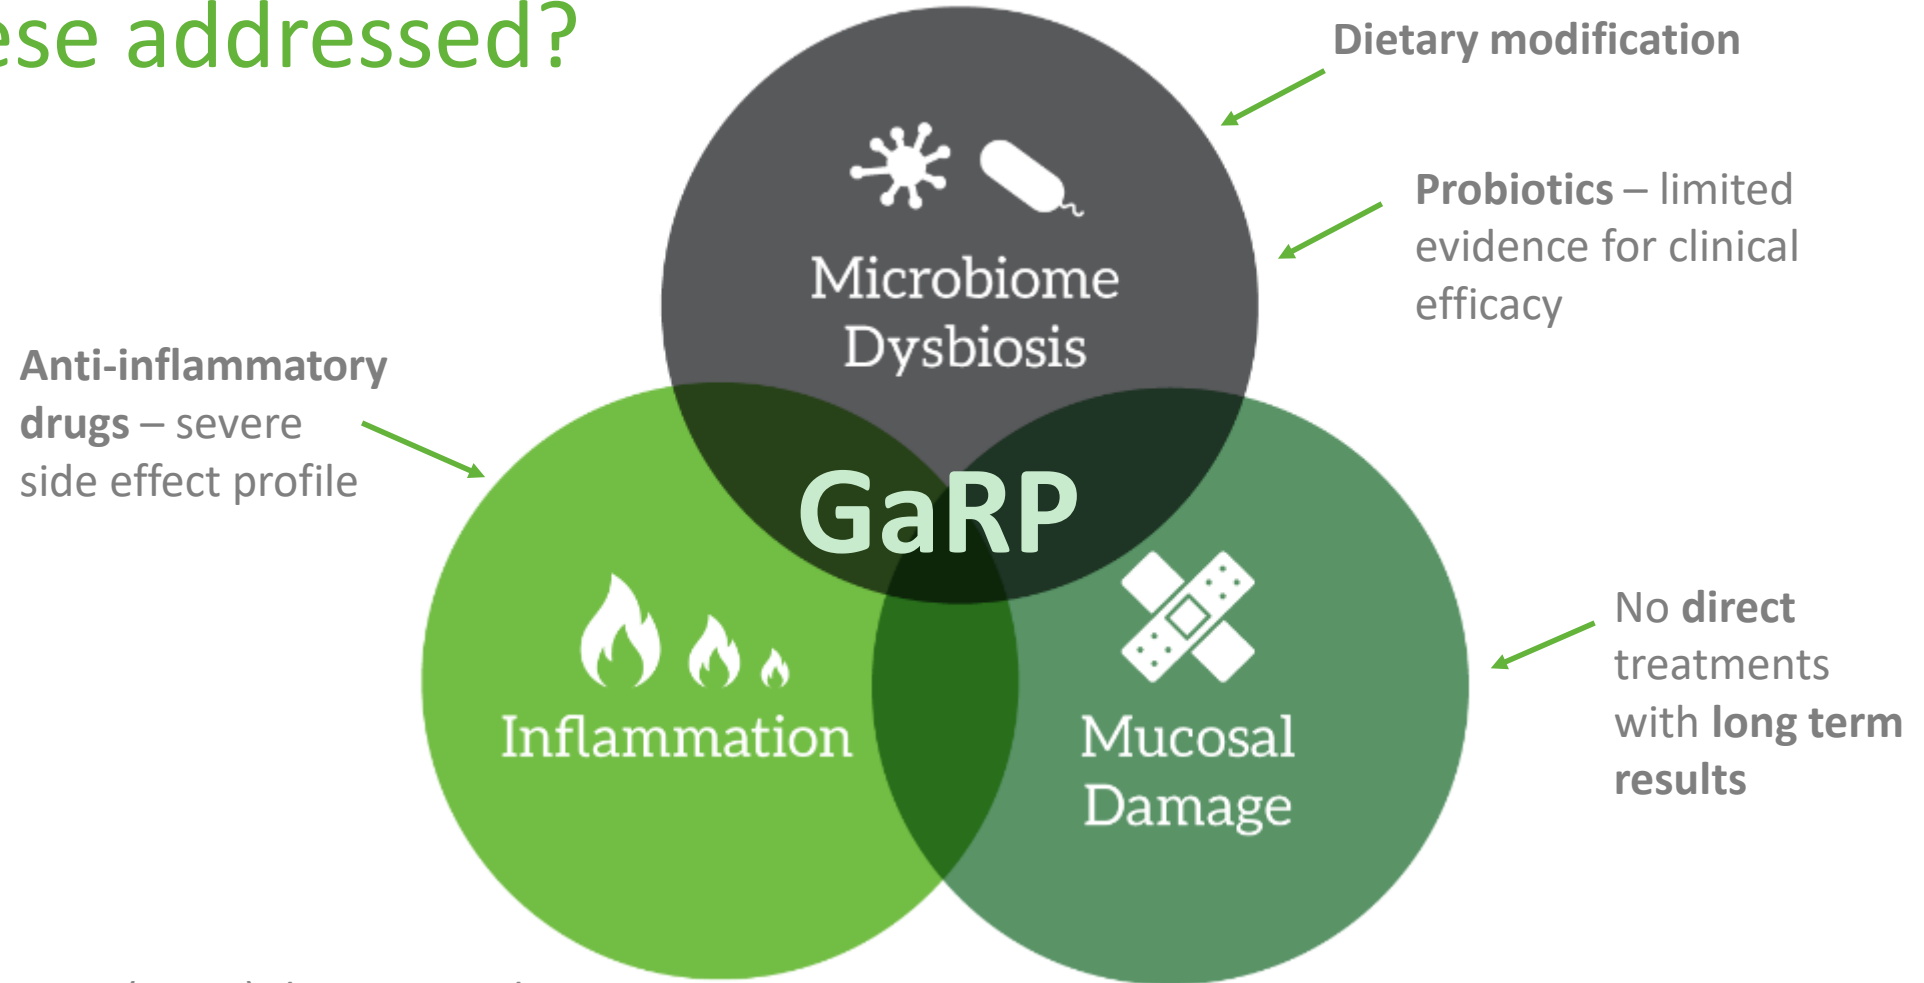 ese addressed?
Dietary modification
Probiotics – limited
evidence for clinical
efficacy
Microbiome
Dysbiosis
Anti-inflammatory
drugs – severe
side effect profile
GaRP
Inflammation
Mucosal
Damage
No direct
treatments
with long term
results